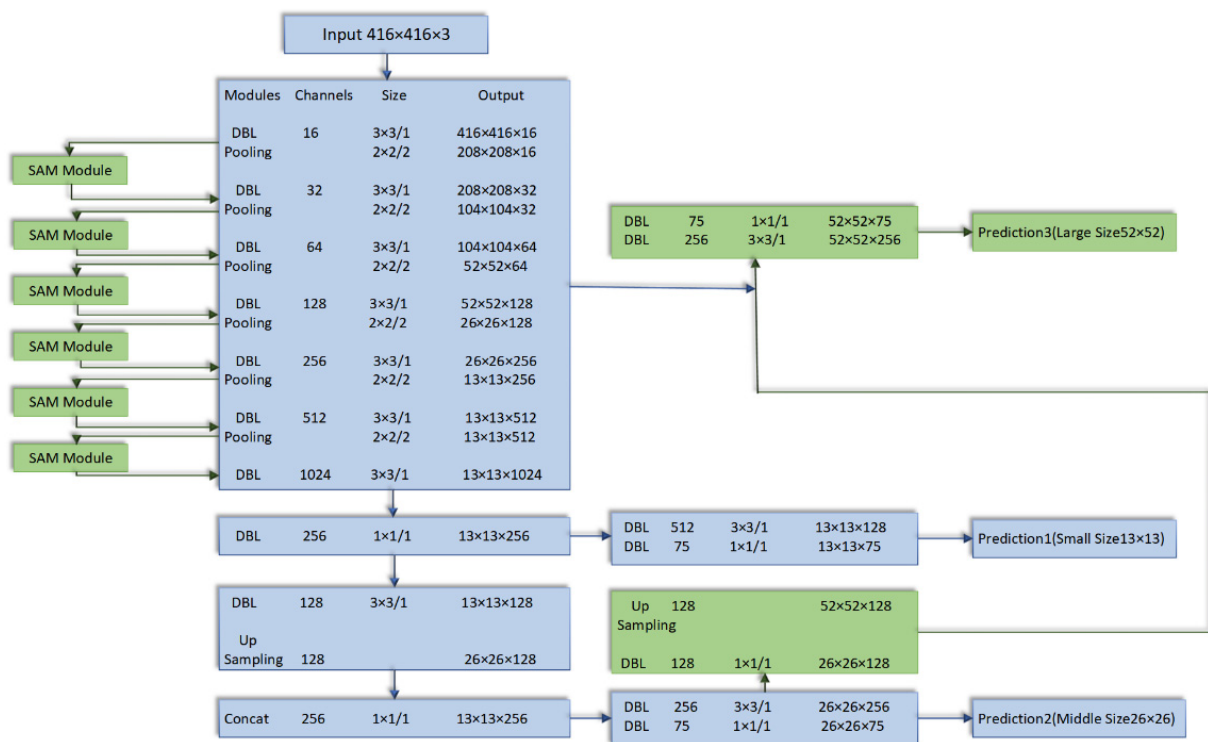 Input 416×416×3
Modules Channels Size Output
DBL 16 3×3/1 416×416×16
Pooling 2×2/2 208×208×16
SAM Module
DBL 32 3×3/1 208×208×32
Pooling 2×2/2 104×104×32
SAM Module
DBL 64 3×3/1 104×104×64
Pooling 2×2/2 52×52×64
SAM Module
DBL 128 3×3/1 52×52×128
Pooling 2×2/2 26×26×128
SAM Module
DBL 256 3×3/1 26×26×256
Pooling 2×2/2 13×13×256
SAM Module
DBL 512 3×3/1 13×13×512
Pooling 2×2/2 13×13×512
SAM Module
DBL 1024 3×3/1 13×13×1024
DBL 75 1×1/1 52×52×75
DBL 256 3×3/1 52×52×256
Prediction3(Large Size52×52)
DBL 256 1×1/1 13×13×256
DBL 512 3×3/1 13×13×128
DBL 75 1×1/1 13×13×75
Prediction1(Small Size13×13)
DBL 128 3×3/1 13×13×128
Up
Sampling 128 26×26×128
Up 128 52×52×128
Sampling
DBL 128 1×1/1 26×26×128
Concat 256 1×1/1 13×13×256
DBL 256 3×3/1 26×26×256
DBL 75 1×1/1 26×26×75
Prediction2(Middle Size26×26)